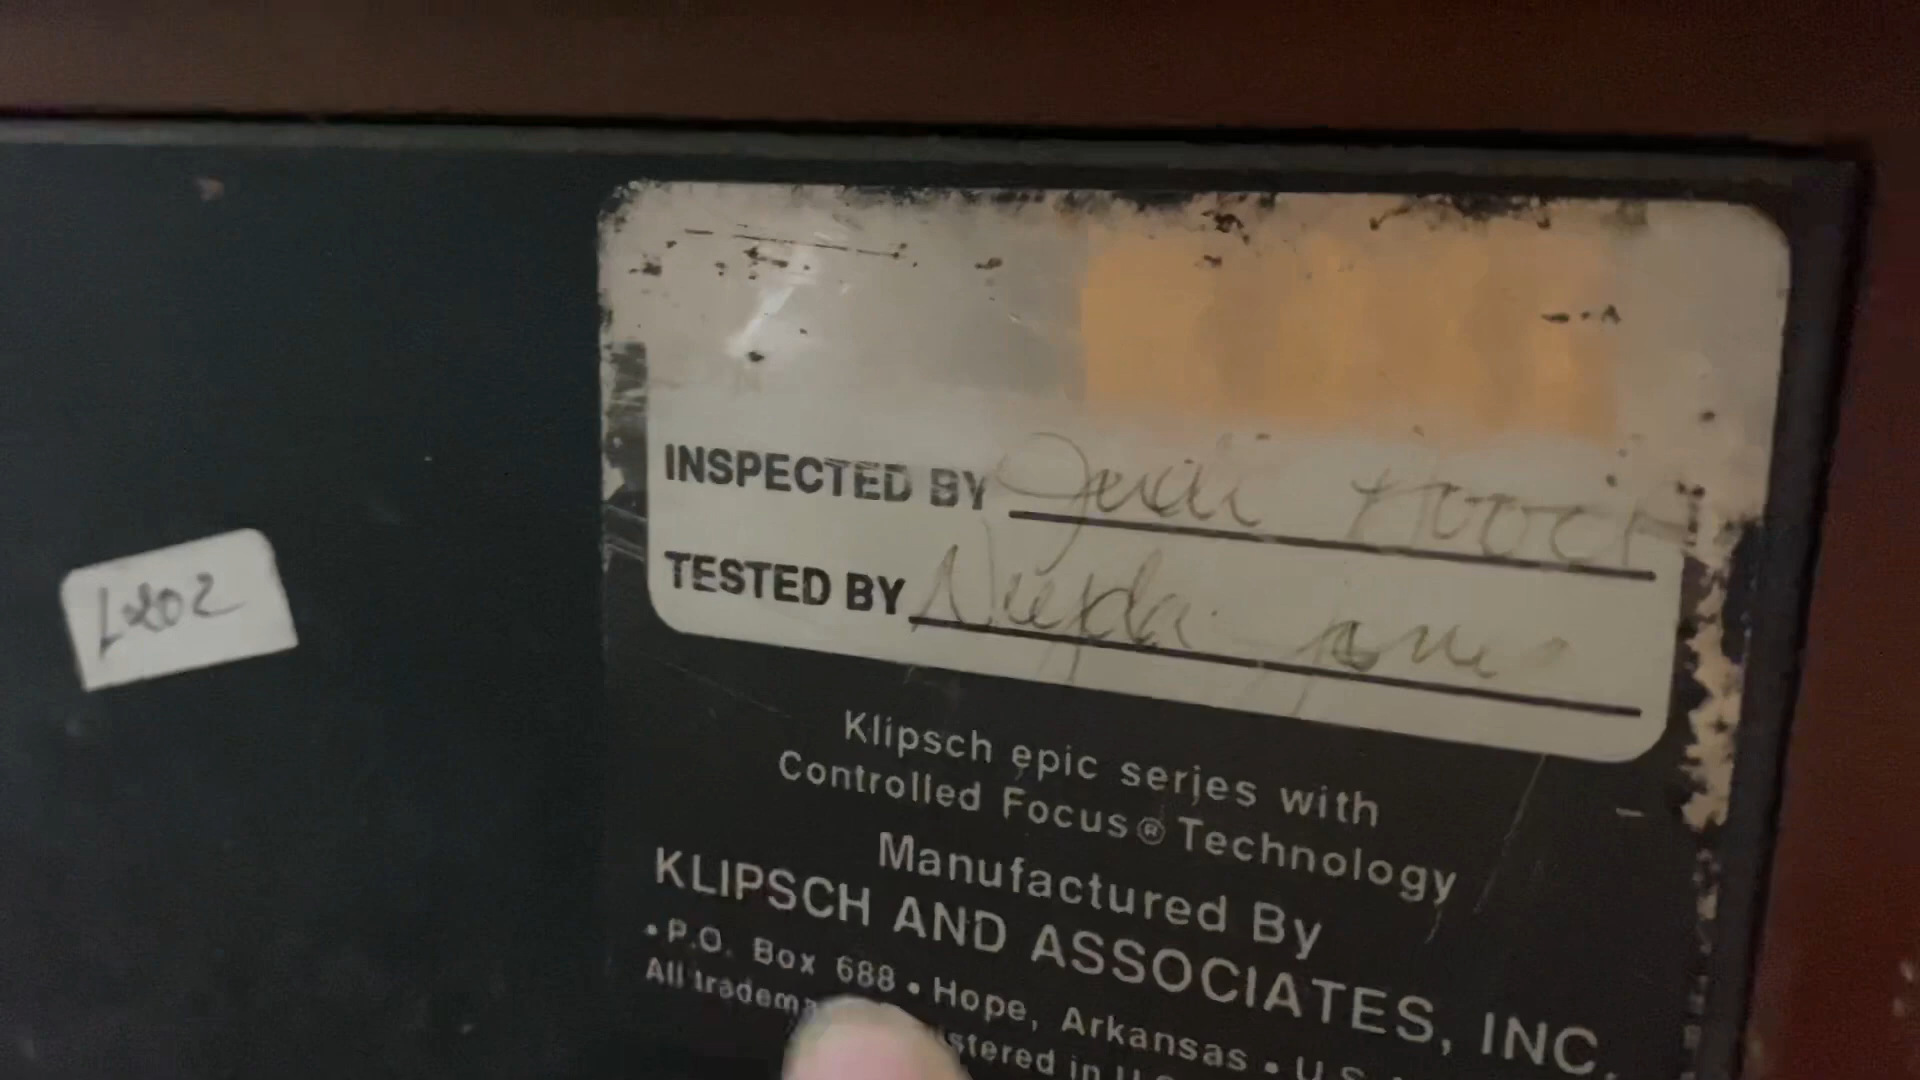 INSPECTED BY Judi
TESTED BY
L202
Klipsch epic series with
Controlled Focus® Technology
Manufactured By
KLIPSCH AND ASSOCIATES, INC.
• P.O. Box 688 • Hope, Arkansas • U.S.
All